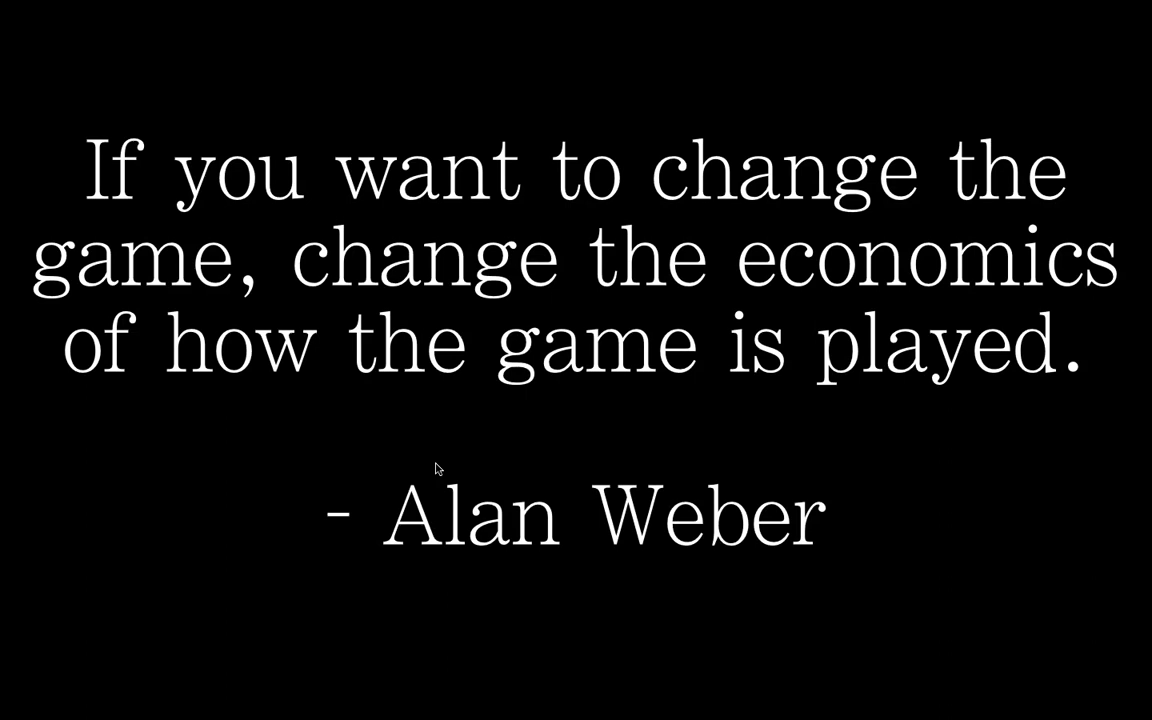 If you want to change the
game, change the economics
of how the game is played.
- Alan Weber